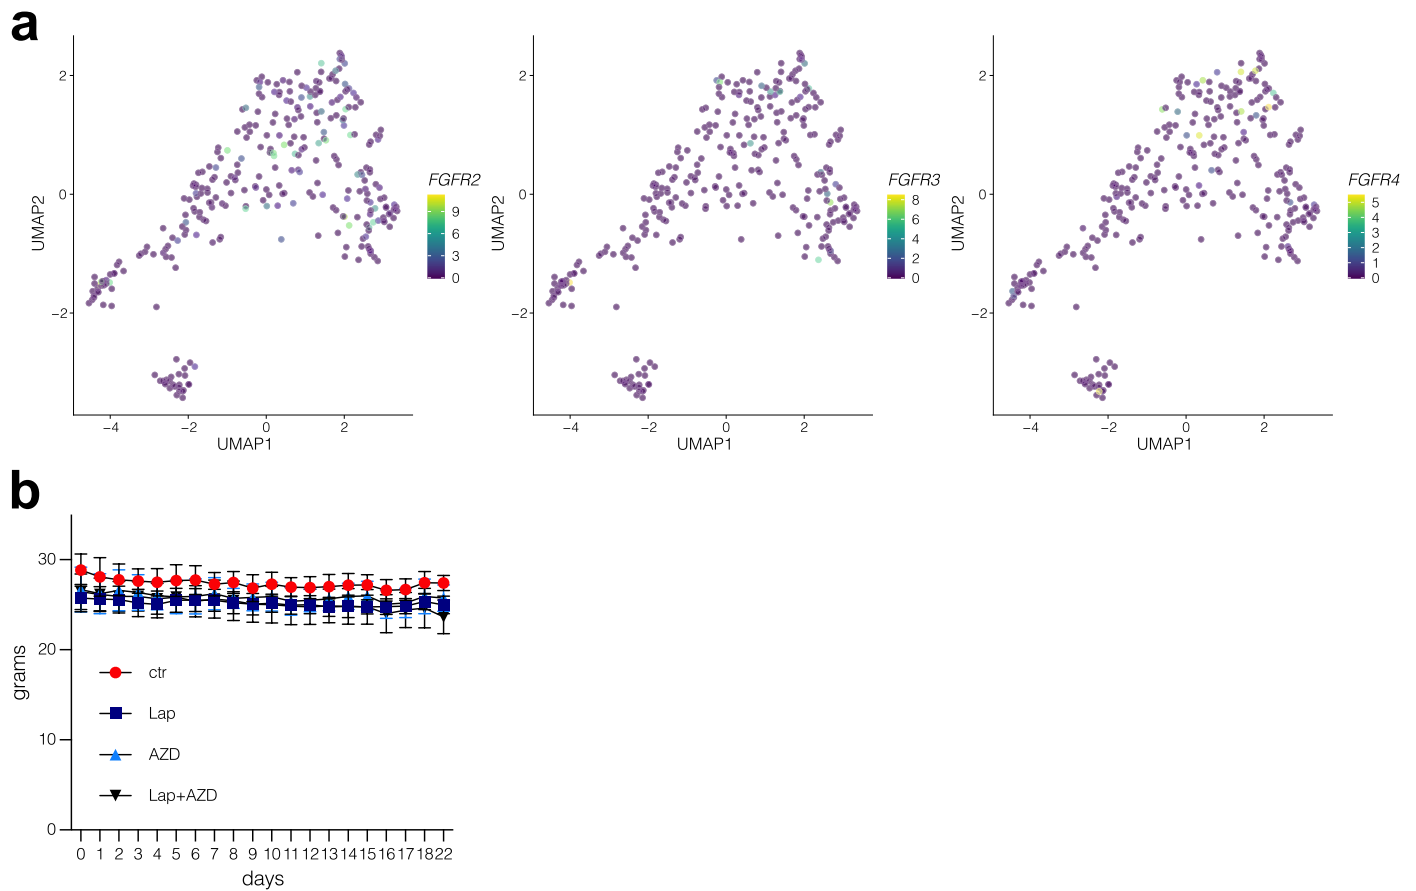 a
FGFR2
9
6
3
0
2
0
−2
UMAP2
−4 −2 0 2
UMAP1
FGFR3
8
6
4
2
0
2
0
−2
UMAP2
−4 −2 0 2
UMAP1
FGFR4
5
4
3
2
1
0
2
0
−2
UMAP2
−4 −2 0 2
UMAP1
b
30
20
10
0
grams
ctr
Lap
AZD
Lap+AZD
0 1 2 3 4 5 6 7 8 9 10 11 12 13 14 15 16 17 18 22
days